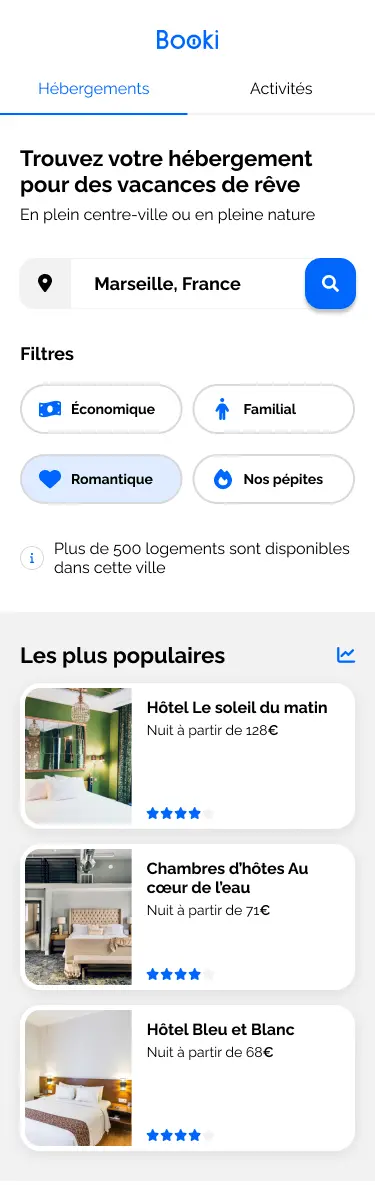 Booki
Hébergements
Activités
Trouvez votre hébergement
pour des vacances de rêve
En plein centre-ville ou en pleine nature
Marseille, France
Filtres
Économique
Familial
Romantique
Nos pépites
Plus de 500 logements sont disponibles
dans cette ville
Les plus populaires
Hôtel Le soleil du matin
Nuit à partir de 128€
Chambres d’hôtes Au
cœur de l’eau
Nuit à partir de 71€
Hôtel Bleu et Blanc
Nuit à partir de 68€